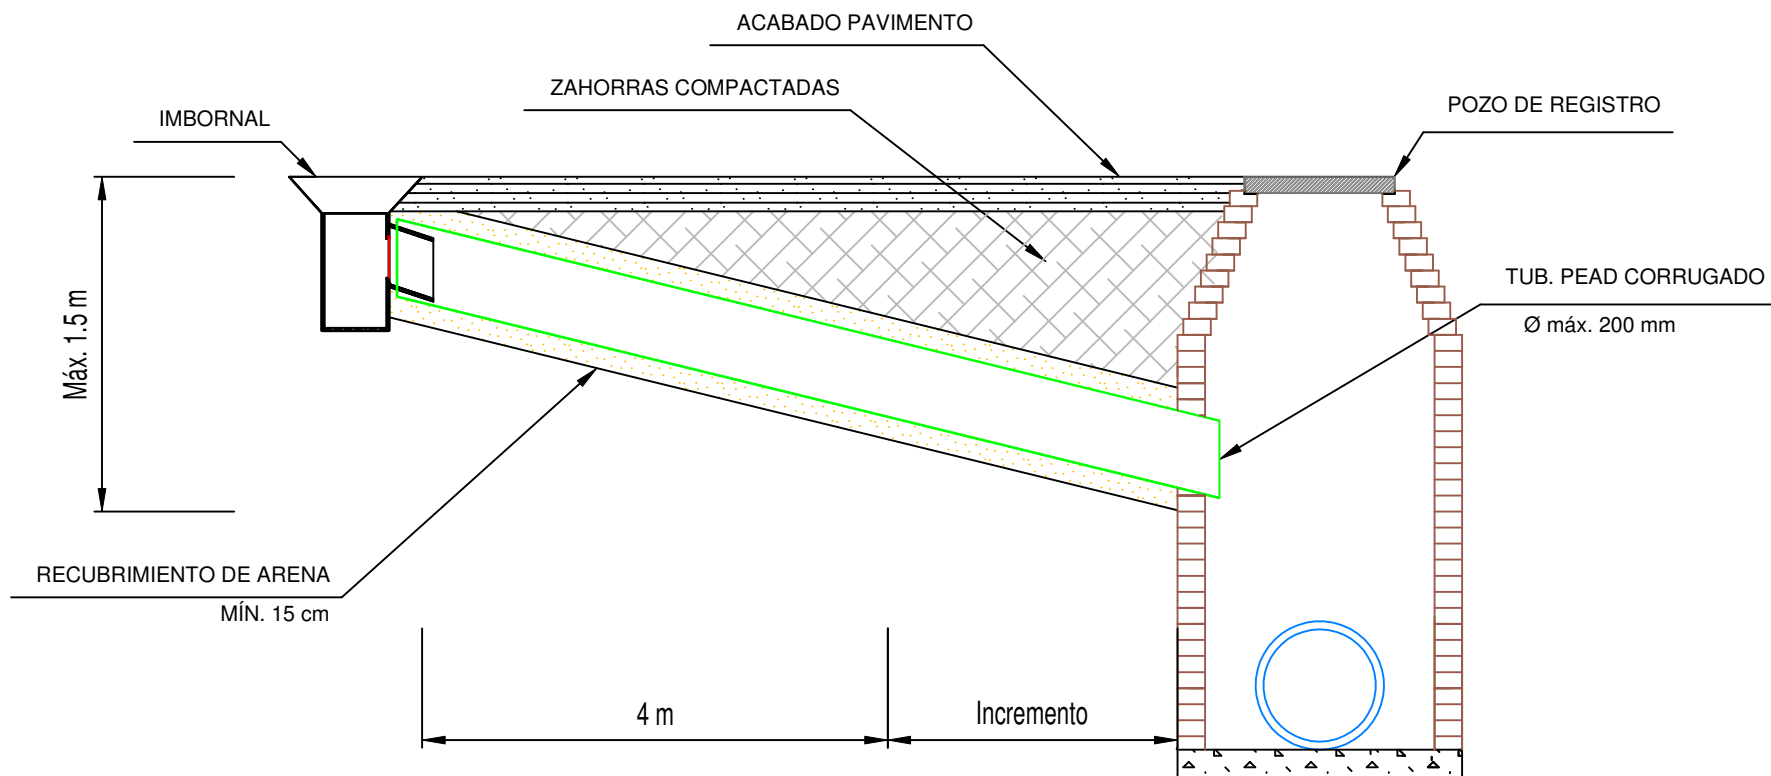 ACABADO PAVIMENTO
ZAHORRAS COMPACTADAS
IMBORNAL
POZO DE REGISTRO
TUB. PEAD CORRUGADO
Ø máx. 200 mm
Máx. 1.5 m
RECUBRIMIENTO DE ARENA
MÍN. 15 cm
4 m
Incremento